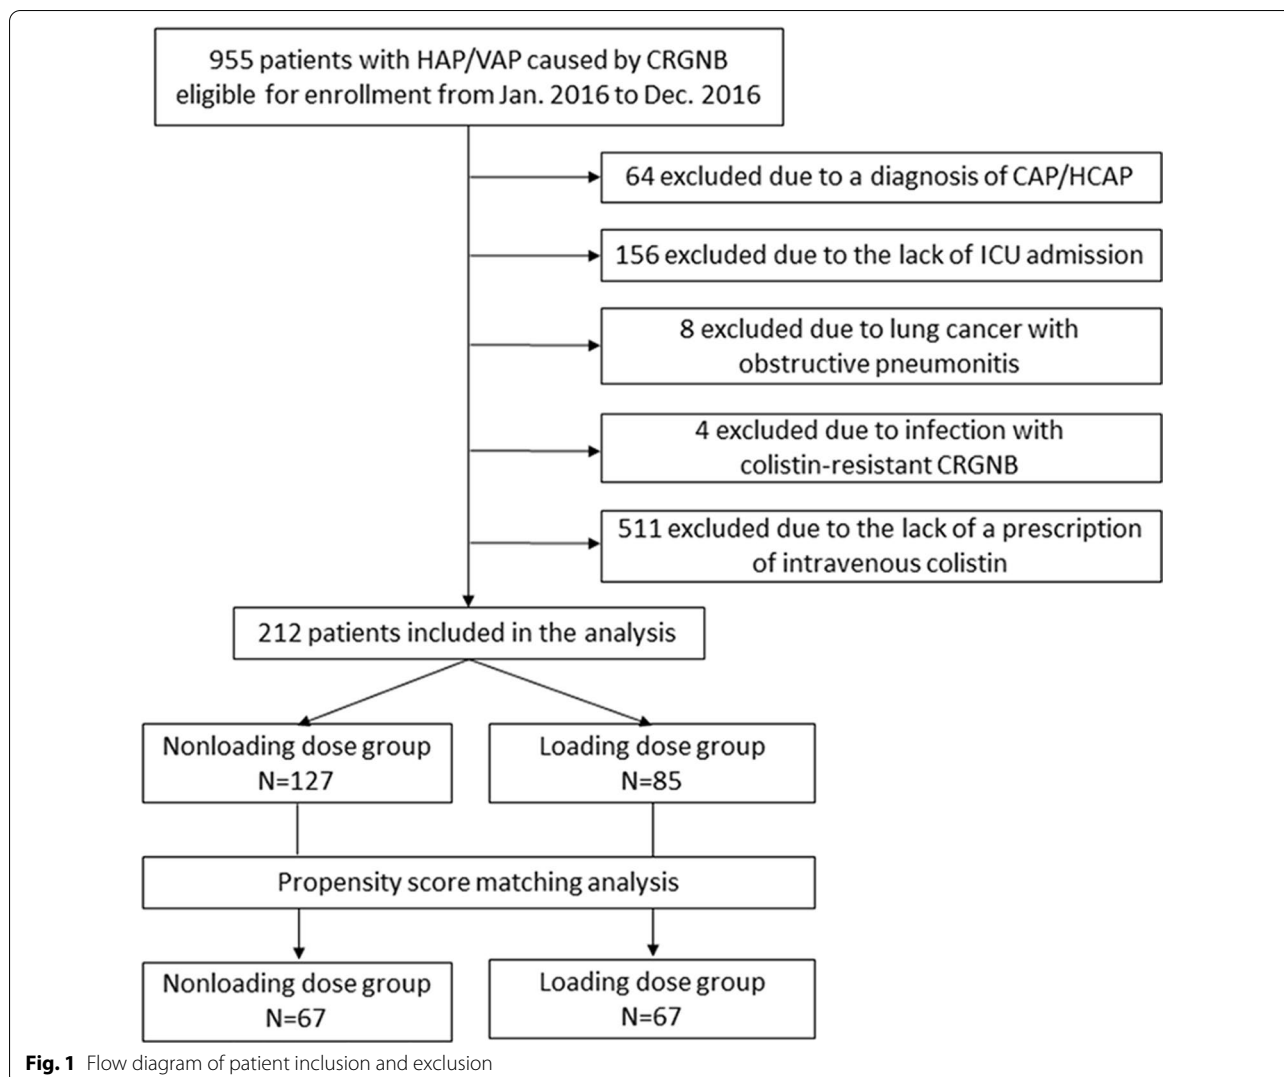 955 patients with HAP/VAP caused by CRGNB
eligible for enrollment from Jan. 2016 to Dec. 2016
64 excluded due to a diagnosis of CAP/HCAP
156 excluded due to the lack of ICU admission
8 excluded due to lung cancer with
obstructive pneumonitis
4 excluded due to infection with
colistin-resistant CRGNB
511 excluded due to the lack of a prescription
of intravenous colistin
212 patients included in the analysis
Nonloading dose group
N=127
Loading dose group
N=85
Propensity score matching analysis
Nonloading dose group
N=67
Loading dose group
N=67
Fig. 1 Flow diagram of patient inclusion and exclusion